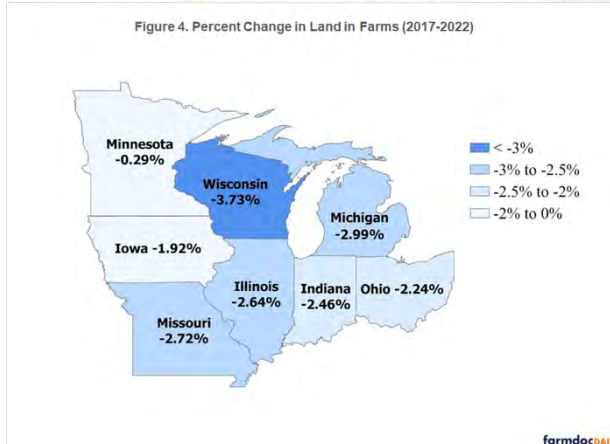 Figure 4. Percent Change in Land in Farms (2017-2022)
Minnesota
-0.29%
Wisconsin
-3.73%
Michigan
-2.99%
Iowa -1.92%
Illinois
-2.64%
Indiana
-2.46%
Ohio -2.24%
Missouri
-2.72%
< -3%
-3% to -2.5%
-2.5% to -2%
-2% to 0%
farmdocDAI